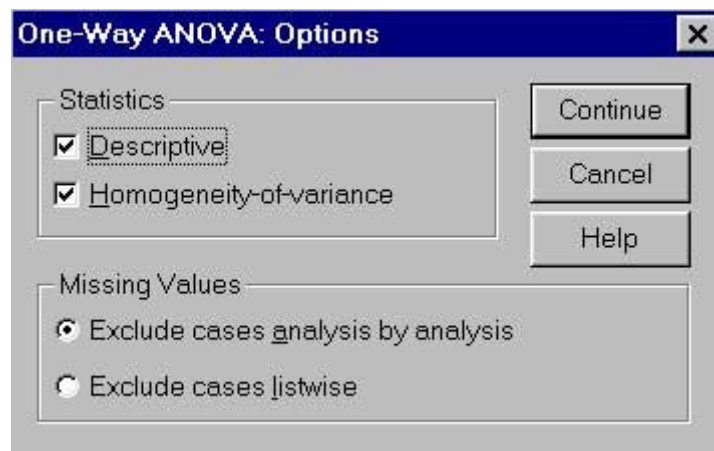 One-Way ANOVA: Options
Statistics
Descriptive
Homogeneity-of-variance
Continue
Cancel
Help
Missing Values
Exclude cases analysis by analysis
Exclude cases listwise